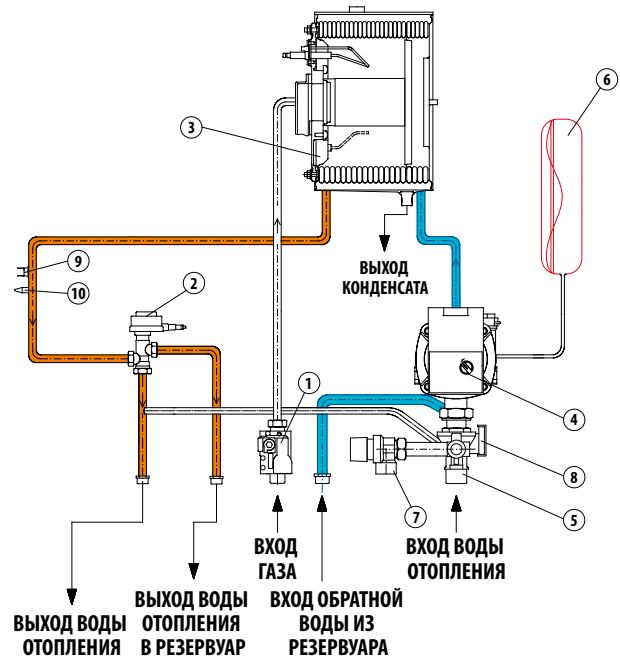 6
3
9
10
2
ВЫХОД
КОНДЕНСАТА
1
4
8
7
5
ВХОД
ГАЗА
ВХОД ВОДЫ
ОТОПЛЕНИЯ
ВЫХОД ВОДЫ
ОТОПЛЕНИЯ
ВЫХОД ВОДЫ
ОТОПЛЕНИЯ
В РЕЗЕРВУАР
ВХОД ОБРАТНОЙ
ВОДЫ ИЗ
РЕЗЕРВУАРА